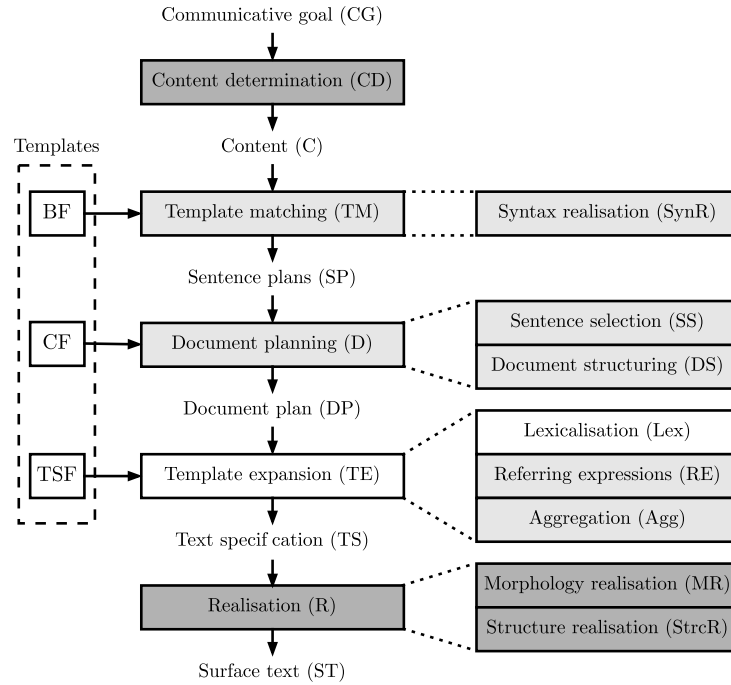 Communicative goal (CG)
Content determination (CD)
Templates
Content (C)
BF
Template matching (TM)
Syntax realisation (SynR)
Sentence plans (SP)
Sentence selection (SS)
CF
Document planning (D)
Document structuring (DS)
Document plan (DP)
Lexicalisation (Lex)
TSF
Template expansion (TE)
Referring expressions (RE)
Aggregation (Agg)
Text specif cation (TS)
Morphology realisation (MR)
Realisation (R)
Structure realisation (StrcR)
Surface text (ST)